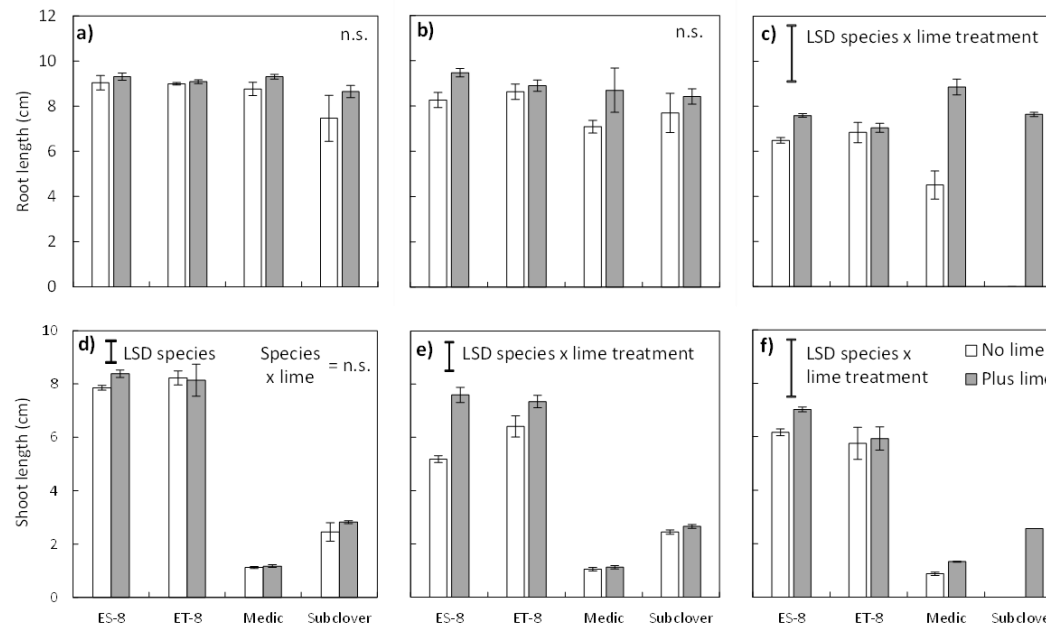 12
10
8
6
4
2
0
Root length (cm)
a)
n.s.
b)
n.s.
c)
LSD species x lime treatment
10
8
6
4
2
0
Shoot length (cm)
d)
LSD species
Species
x lime
= n.s.
e)
LSD species x lime treatment
f)
LSD species x
lime treatment
No lime
Plus lime
ES-8
ET-8
Medic
Subclover
ES-8
ET-8
Medic
Subclover
ES-8
ET-8
Medic
Subclover